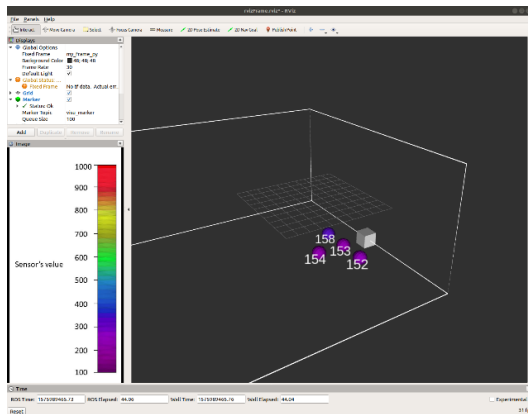 File Panels Help
Interact Move Camera Select Focus Camera Measure 2D Pose Estimate 2D Nav Goal Publish Point
Displays
Global Options
Fixed Frame my_frame_py
Background Color 48; 48; 48
Frame Rate 30
Default Light
Global Status
Fixed Frame No tf data. Actual err
Grid
Marker
Status: Ok
Marker Topic visu_marker
Queue Size 100
Add Duplicate Remove Rename
Image
1000
900
800
700
Sensor's value 600
500
400
300
200
100
158
153
154
152
Time
ROS Time: ROS Elapsed: 44.06 Wall Time: Wall Elapsed: 44.04 Experimental
Reset